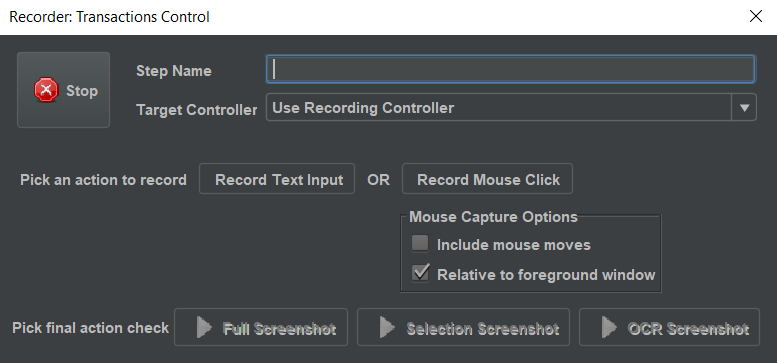 Recorder: Transactions Control
Stop
Step Name
Target Controller Use Recording Controller
Pick an action to record Record Text Input OR Record Mouse Click
Mouse Capture Options
Include mouse moves
Relative to foreground window
Pick final action check Full Screenshot Selection Screenshot OCR Screenshot